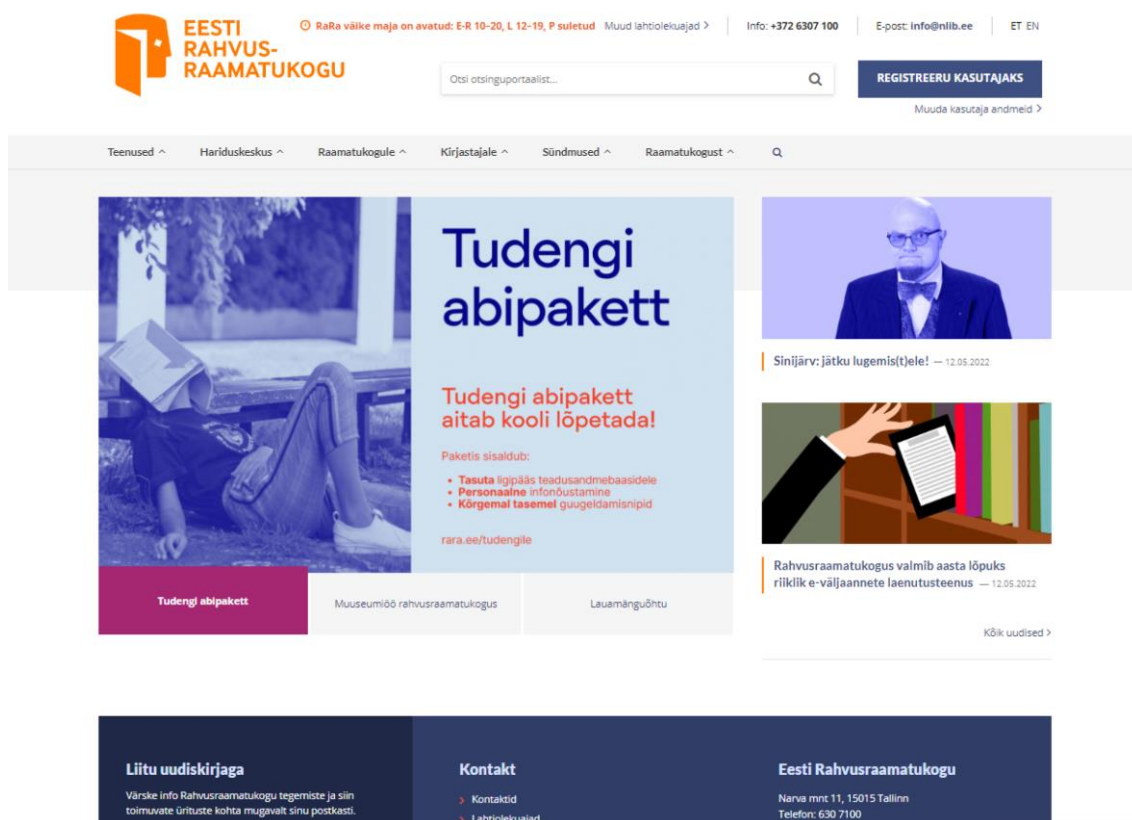 EESTI
RAHVUS-
RAAMATUKOGU
RaRa väike maja on avatud: E-R 10–20, L 12–19, P suletud Muud lahtiolekuajad >
Info: +372 6307 100
E-post: info@nlib.ee
ET EN
Otsi otsinguportaalist...
REGISTREERU KASUTAJAKS
Muuda kasutaja andmeid >
Teenused Hariduskeskus Raamatukogule Kirjastajale Sündmused Raamatukogust
Tudengi
abipakett
Tudengi abipakett
aitab kooli lõpetada!
Paketis sisaldub:
• Tasuta ligipääs teadusandmebaasidele
• Personaalne infonõustamine
• Kõrgemal tasemel guugeldamisnipid
rara.ee/tudengile
Tudengi abipakett
Muuseumiöö rahvusraamatukogus
Lauamänguõhtu
Sinijärv: jätku lugemis(t)ele! — 12.05.2022
Rahvusraamatukogus valmib aasta lõpuks
riiklik e-väljaannete laenutusteenus — 12.05.2022
Kõik uudised >
Liitu uudiskirjaga
Värske info Rahvusraamatukogu tegemiste ja siin
toimuvate ürituste kohta mugavalt sinu postkasti.
Kontakt
> Kontaktid
> Lahtiolekuajad
Eesti Rahvusraamatukogu
Narva mnt 11, 15015 Tallinn
Telefon: 630 7100